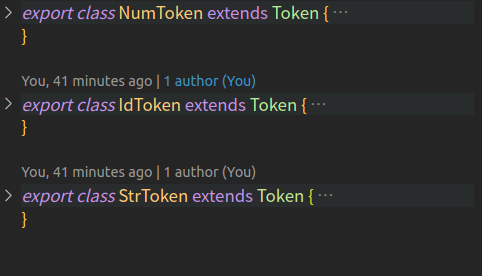 export class NumToken extends Token { ···
}
You, 41 minutes ago | 1 author (You)
export class IdToken extends Token { ···
}
You, 41 minutes ago | 1 author (You)
export class StrToken extends Token { ···
}